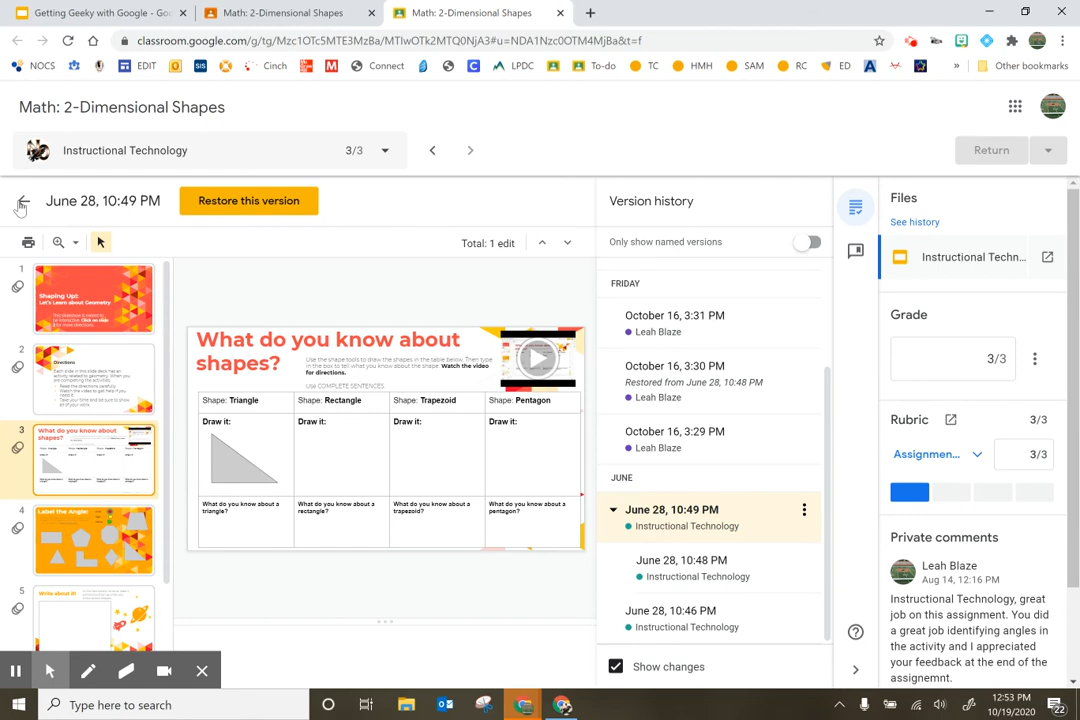 Getting Geeky with Google - Goo
Math: 2-Dimensional Shapes
Math: 2-Dimensional Shapes
classroom.google.com/g/tg/Mzc1OTc5MTE3MzBa/MTIwOTk2MTQ0NjA3#u=NDA1Nzc0OTM4MjBa&t=f
NOCS
EDIT
SIS
Cinch
Connect
LPDC
To-do
TC
HMH
SAM
RC
ED
Other bookmarks
Math: 2-Dimensional Shapes
Instructional Technology
3/3
Return
June 28, 10:49 PM
Restore this version
Version history
Files
See history
Total: 1 edit
Only show named versions
Instructional Techn...
1
Shaping Up!:
Let's Learn about Geometry
2
Directions
3
4
Label the Angle:
5
Write about it!
What do you know about
shapes?
Use the shape tools to draw the shapes in the table below. Then type
in the box to tell what you know about the shape. Watch the video
for directions.
USE COMPLETE SENTENCES.
Shape: Triangle
Shape: Rectangle
Shape: Trapezoid
Shape: Pentagon
Draw it:
Draw it:
Draw it:
Draw it:
What do you know about a
triangle?
What do you know about a
rectangle?
What do you know about a
trapezoid?
What do you know about a
pentagon?
FRIDAY
October 16, 3:31 PM
Leah Blaze
October 16, 3:30 PM
Restored from June 28, 10:48 PM
Leah Blaze
October 16, 3:29 PM
Leah Blaze
JUNE
June 28, 10:49 PM
Instructional Technology
June 28, 10:48 PM
Instructional Technology
June 28, 10:46 PM
Instructional Technology
Show changes
Grade
3/3
Rubric
3/3
Assignmen...
3/3
Private comments
Leah Blaze
Aug 14, 12:16 PM
Instructional Technology, great
job on this assignment. You did
a great job identifying angles in
the activity and I appreciated
your feedback at the end of the
assignemnt.
Type here to search
12:53 PM
10/19/2020
22